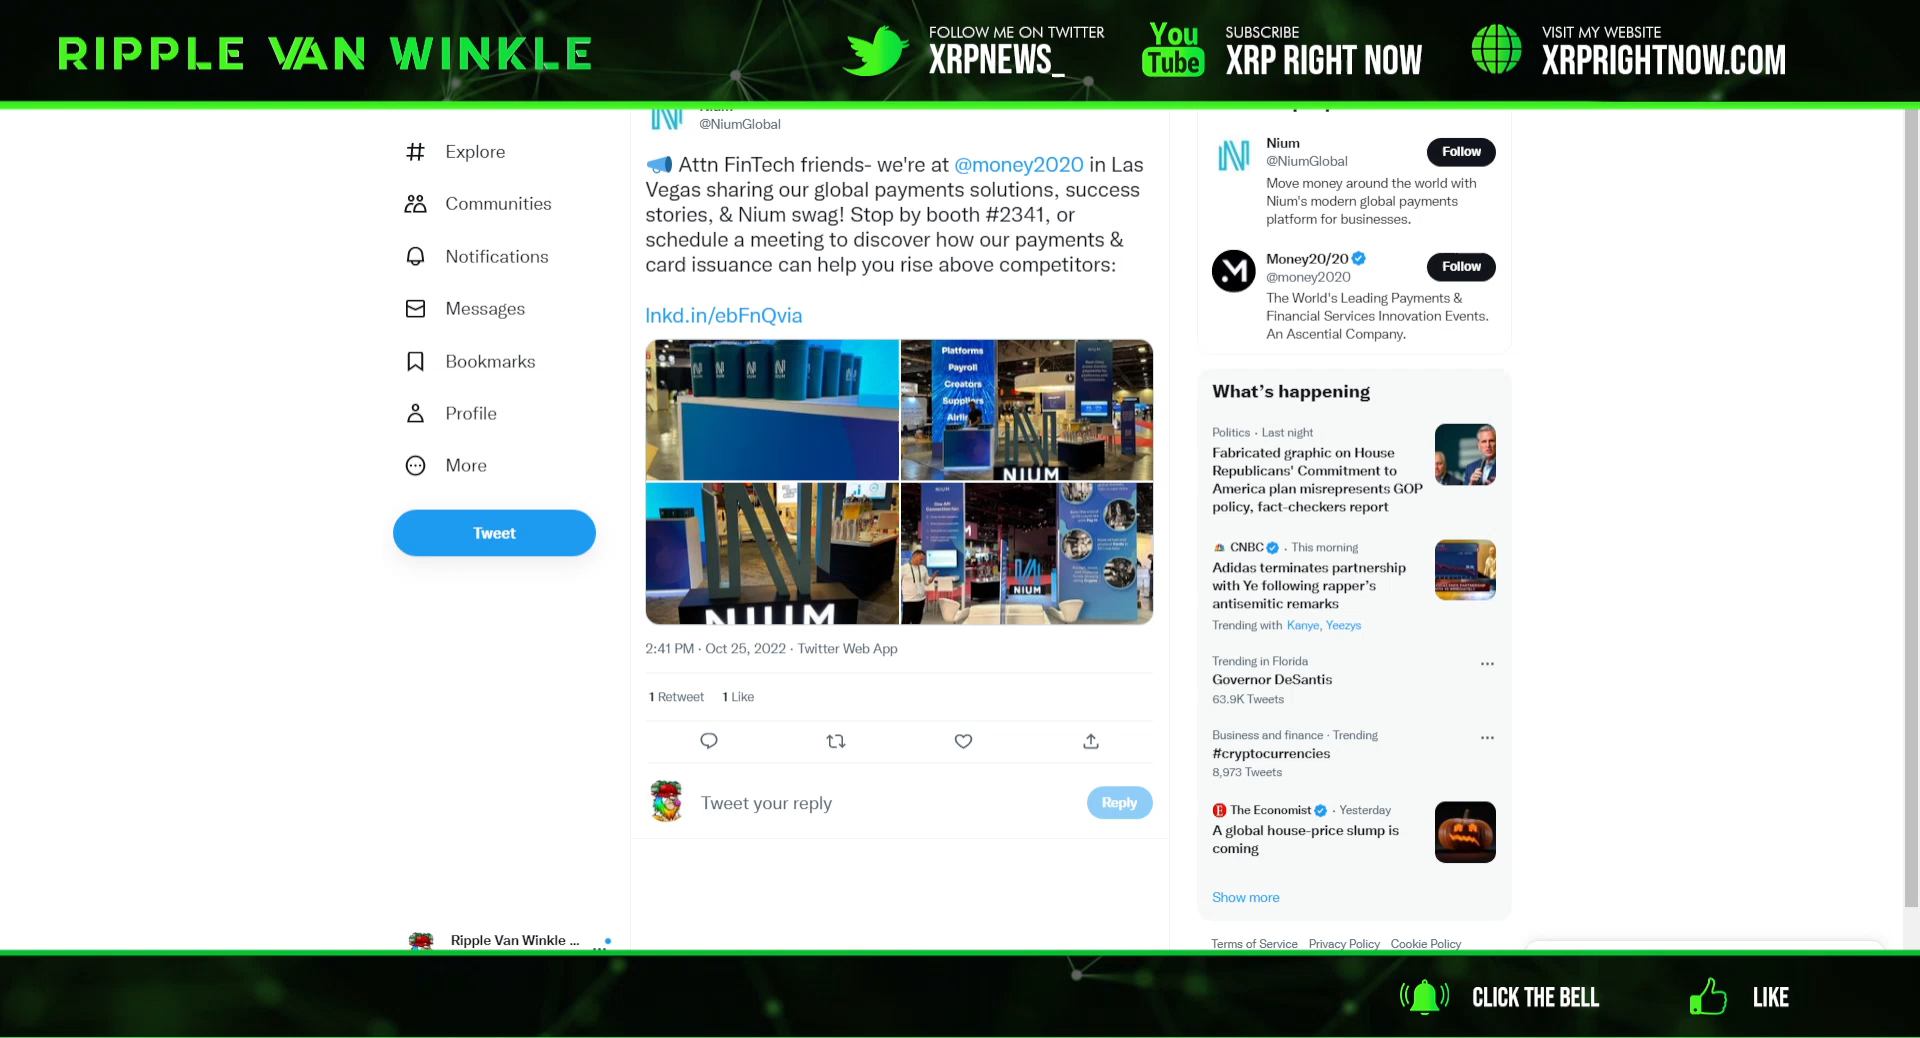 RIPPLE VAN WINKLE
FOLLOW ME ON TWITTER
XRPNEWS_
You
Tube
SUBSCRIBE
XRP RIGHT NOW
VISIT MY WEBSITE
XRPRIGHTNOW.COM
Explore
Communities
Notifications
Messages
Bookmarks
Profile
More
Tweet
Ripple Van Winkle ...
@NiumGlobal
Attn FinTech friends- we're at @money2020 in Las
Vegas sharing our global payments solutions, success
stories, & Nium swag! Stop by booth #2341, or
schedule a meeting to discover how our payments &
card issuance can help you rise above competitors:
lnkd.in/ebFnQvia
NIUM
NIUM
NIUM
NIUM
Platforms
Payroll
Creators
Suppliers
NIUM
NIUM
NIUM
NIUM
2:41 PM · Oct 25, 2022 · Twitter Web App
1 Retweet 1 Like
Tweet your reply
Reply
Nium
@NiumGlobal
Follow
Move money around the world with
Nium's modern global payments
platform for businesses.
Money20/20
@money2020
Follow
The World's Leading Payments &
Financial Services Innovation Events.
An Ascential Company.
What's happening
Politics · Last night
Fabricated graphic on House
Republicans' Commitment to
America plan misrepresents GOP
policy, fact-checkers report
CNBC · This morning
Adidas terminates partnership
with Ye following rapper's
antisemitic remarks
Trending with Kanye, Yeezys
Trending in Florida
Governor DeSantis
63.9K Tweets
Business and finance · Trending
#cryptocurrencies
8,973 Tweets
The Economist · Yesterday
A global house-price slump is
coming
Show more
Terms of Service Privacy Policy Cookie Policy
CLICK THE BELL
LIKE